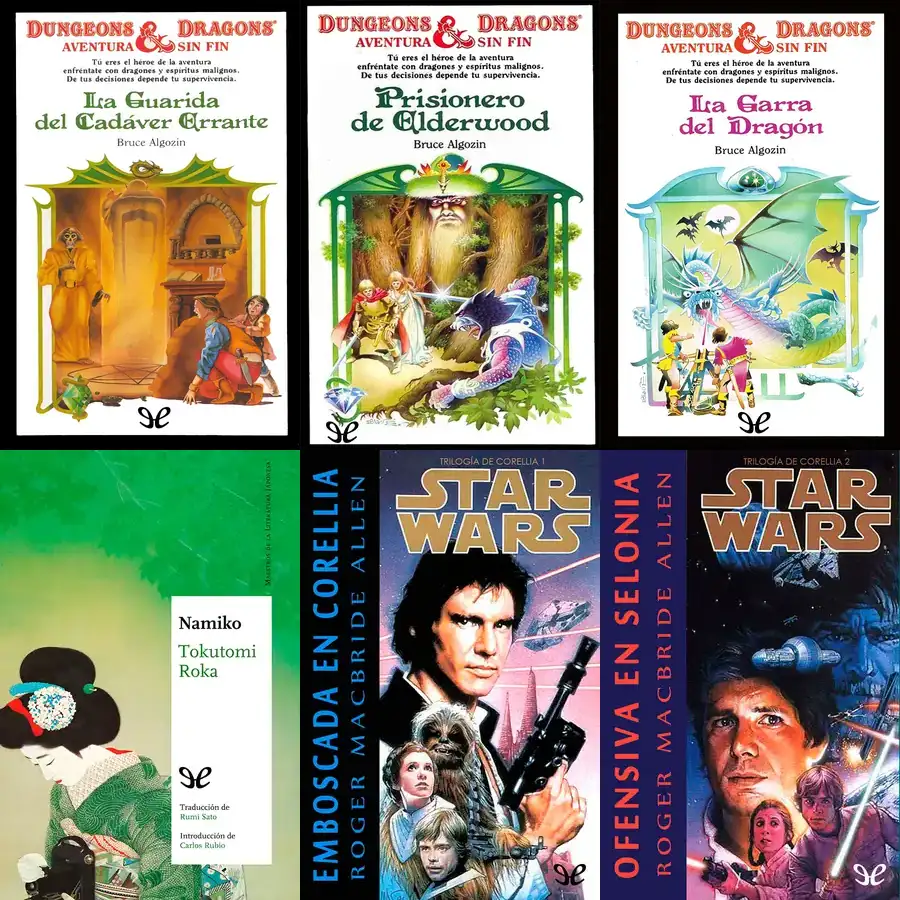 DUNGEONS & DRAGONS®
AVENTURA SIN FIN
Tú eres el héroe de la aventura
enfréntate con dragones y espíritus malignos.
De tus decisiones depende tu supervivencia.
La Guarida
del Cadáver Errante
Bruce Algozin
DUNGEONS & DRAGONS®
AVENTURA SIN FIN
Tú eres el héroe de la aventura
enfréntate con dragones y espíritus malignos.
De tus decisiones depende tu supervivencia.
Prisionero
de Elderwood
Bruce Algozin
DUNGEONS & DRAGONS®
AVENTURA SIN FIN
Tú eres el héroe de la aventura
enfréntate con dragones y espíritus malignos.
De tus decisiones depende tu supervivencia.
La Garra
del Dragón
Bruce Algozin
MAESTROS DE LA LITERATURA JAPONESA
Namiko
Tokutomi
Roka
Traducción de
Rumi Sato
Introducción de
Carlos Rubio
EMBOSCADA EN CORELLIA
ROGER MACBRIDE ALLEN
TRILOGÍA DE CORELLIA 1
STAR
WARS
OFENSIVA EN SELONIA
ROGER MACBRIDE ALLEN
TRILOGÍA DE CORELLIA 2
STAR
WARS